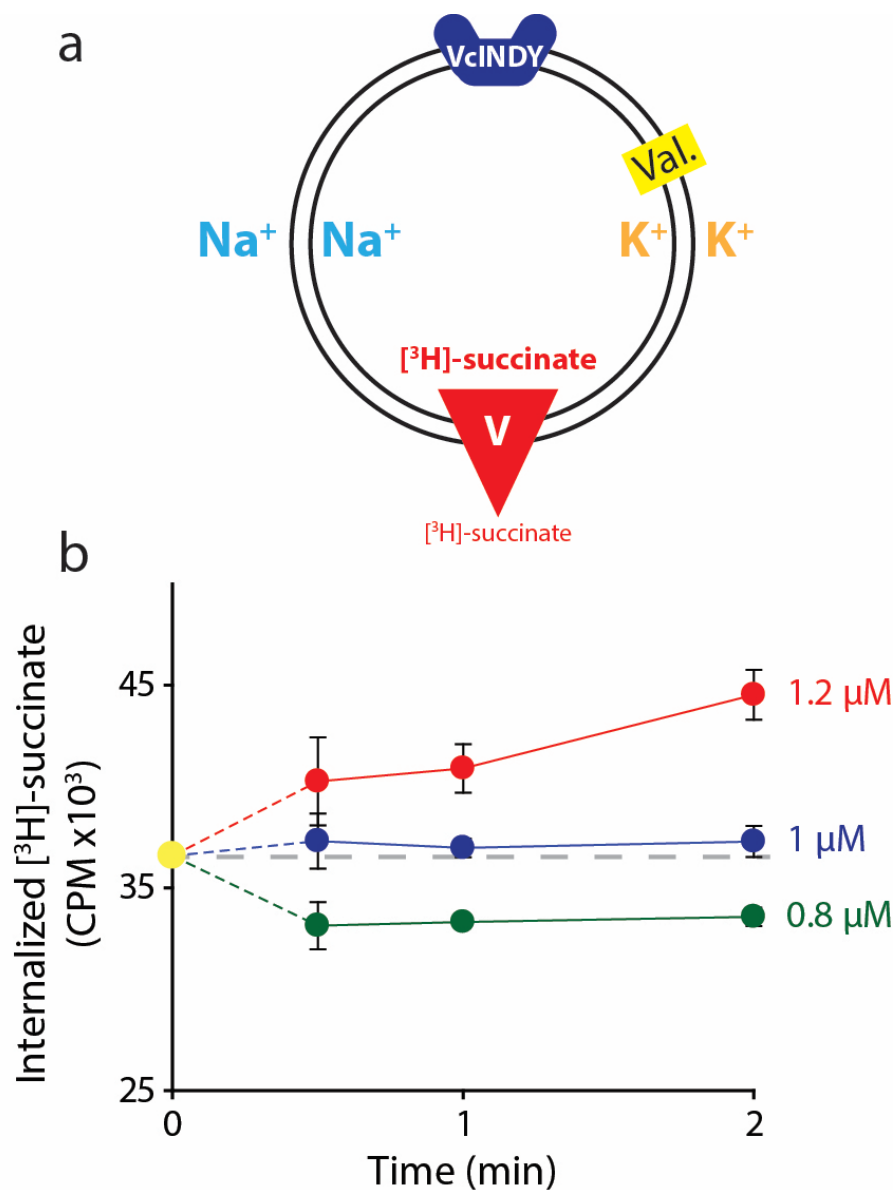 a
VcINDY
Val.
Na⁺ Na⁺ K⁺ K⁺
[³H]-succinate
V
[³H]-succinate
b
Internalized [³H]-succinate
(CPM x10³)
45
35
25
1.2 µM
1 µM
0.8 µM
0 1 2
Time (min)